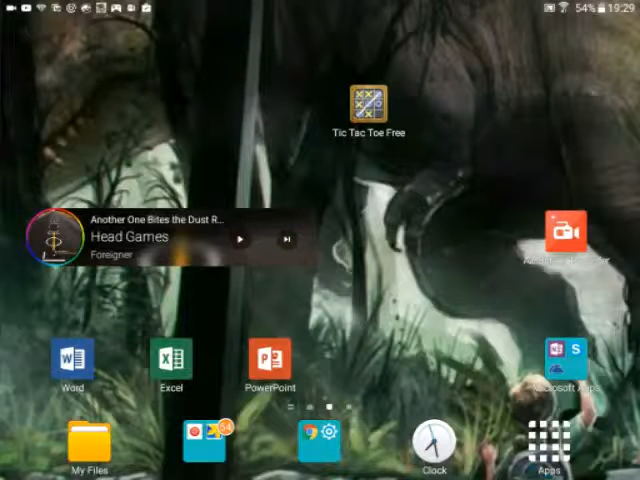 54% 19:29
Tic Tac Toe Free
Another One Bites the Dust R...
Head Games
Foreigner
Word
Excel
PowerPoint
Microsoft Apps
64
My Files
Clock
Apps